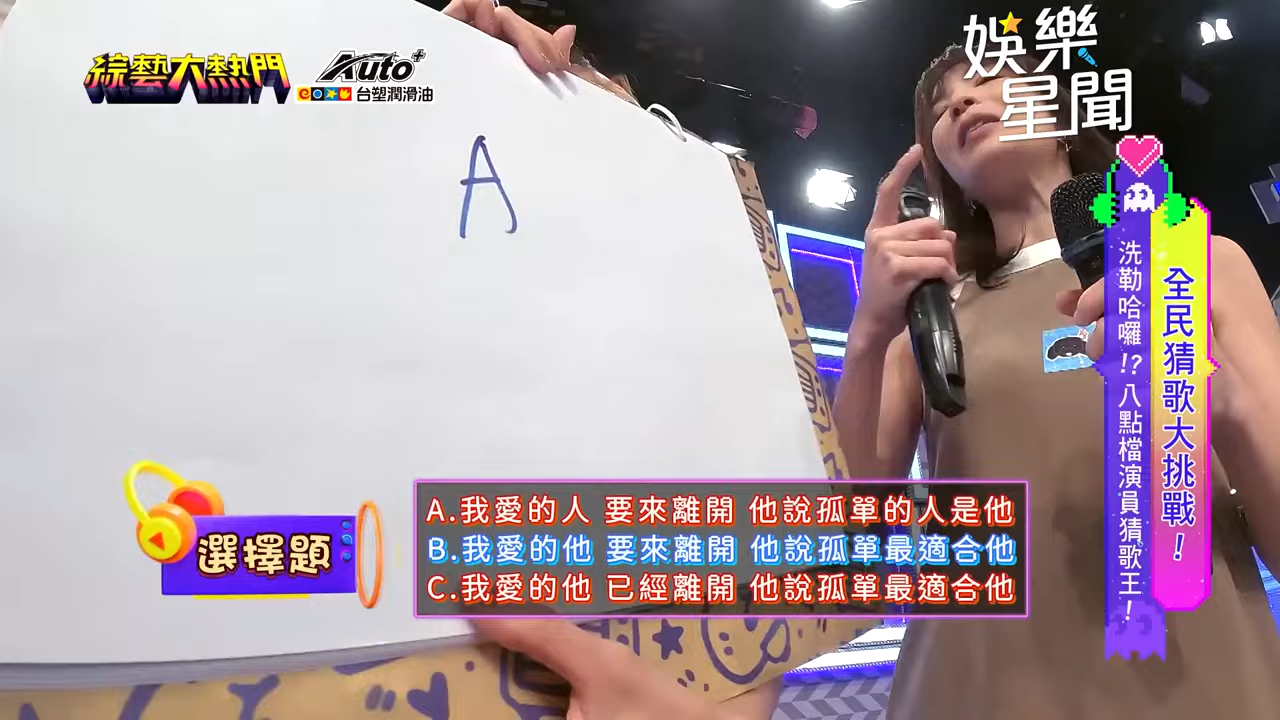 綜藝大熱門
Auto+
台塑潤滑油
娛樂
星聞
A
全民猜歌大挑戰！
洗勒哈囉！？八點檔演員猜歌王！
選擇題
A.我愛的人 要來離開 他說孤單的人是他
B.我愛的他 要來離開 他說孤單最適合他
C.我愛的他 已經離開 他說孤單最適合他